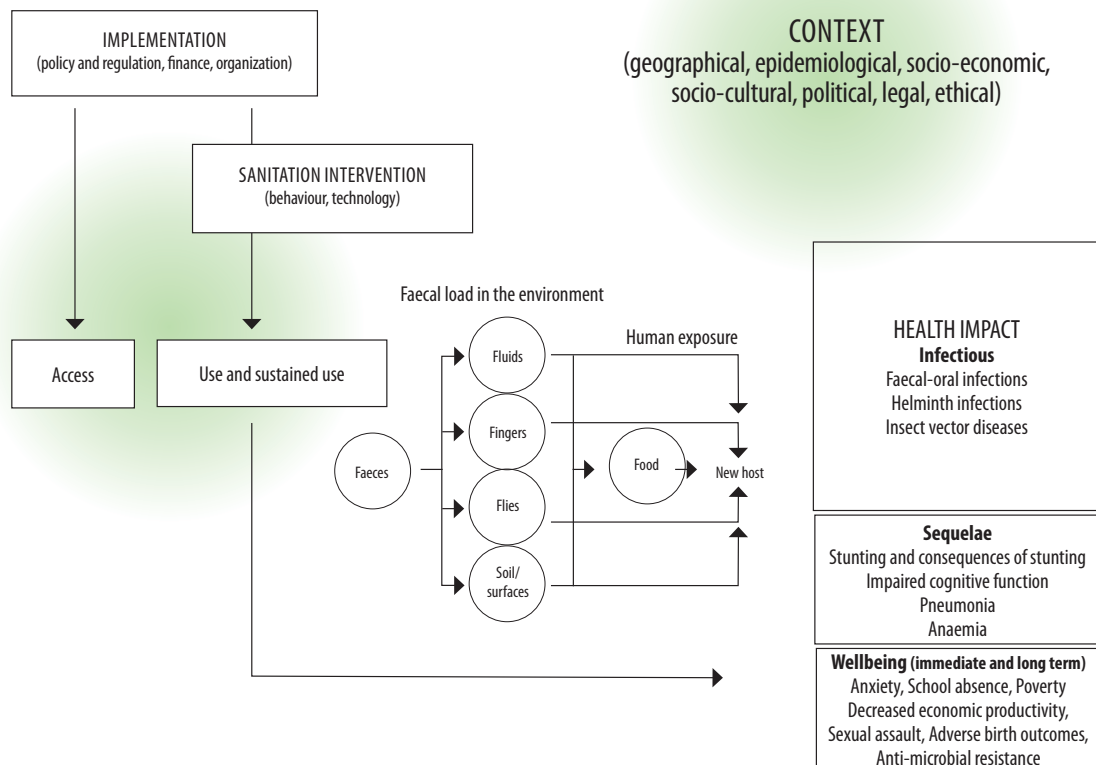 IMPLEMENTATION
(policy and regulation, finance, organization)
CONTEXT
(geographical, epidemiological, socio-economic,
socio-cultural, political, legal, ethical)
SANITATION INTERVENTION
(behaviour, technology)
Access
Use and sustained use
Faecal load in the environment
Faeces
Fluids
Fingers
Flies
Soil/
surfaces
Human exposure
Food
New host
HEALTH IMPACT
Infectious
Faecal-oral infections
Helminth infections
Insect vector diseases
Sequelae
Stunting and consequences of stunting
Impaired cognitive function
Pneumonia
Anaemia
Wellbeing (immediate and long term)
Anxiety, School absence, Poverty
Decreased economic productivity,
Sexual assault, Adverse birth outcomes,
Anti-microbial resistance